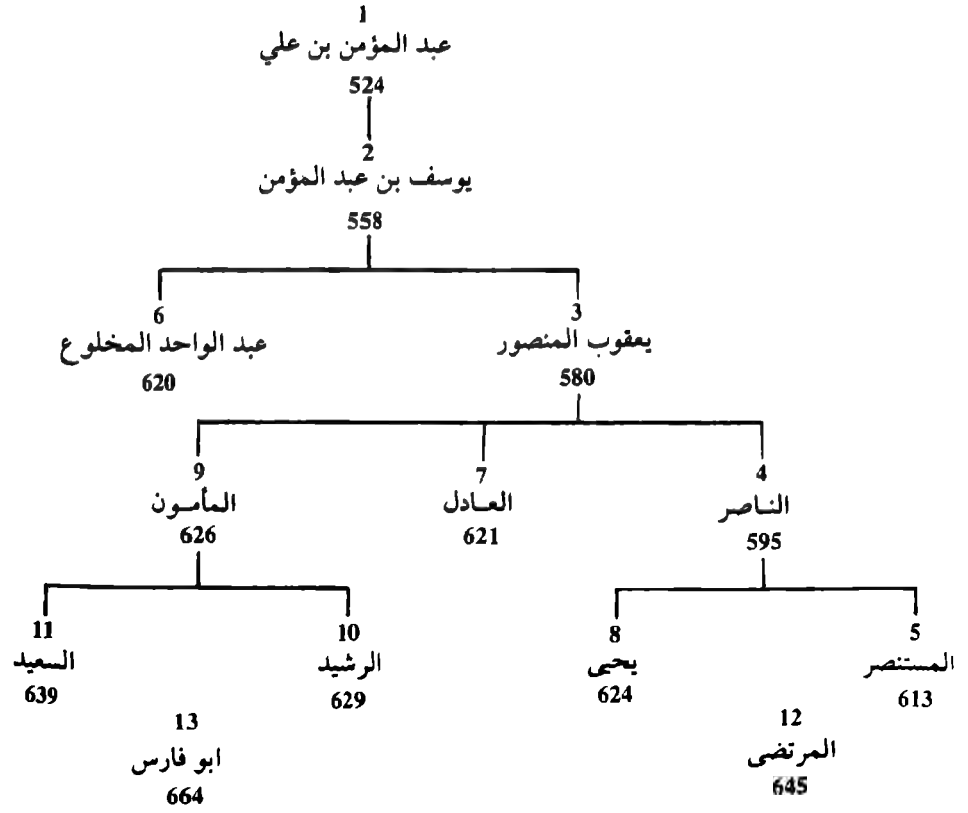 1
عبد المؤمن بن علي
524
2
يوسف بن عبد المؤمن
558
3
يعقوب المنصور
580
6
عبد الواحد المخلوع
620
4
الناصر
595
7
العادل
621
9
المأمون
626
5
المستنصر
613
8
يحيى
624
10
الرشيد
629
11
السعيد
639
12
المرتضى
645
13
ابو فارس
664